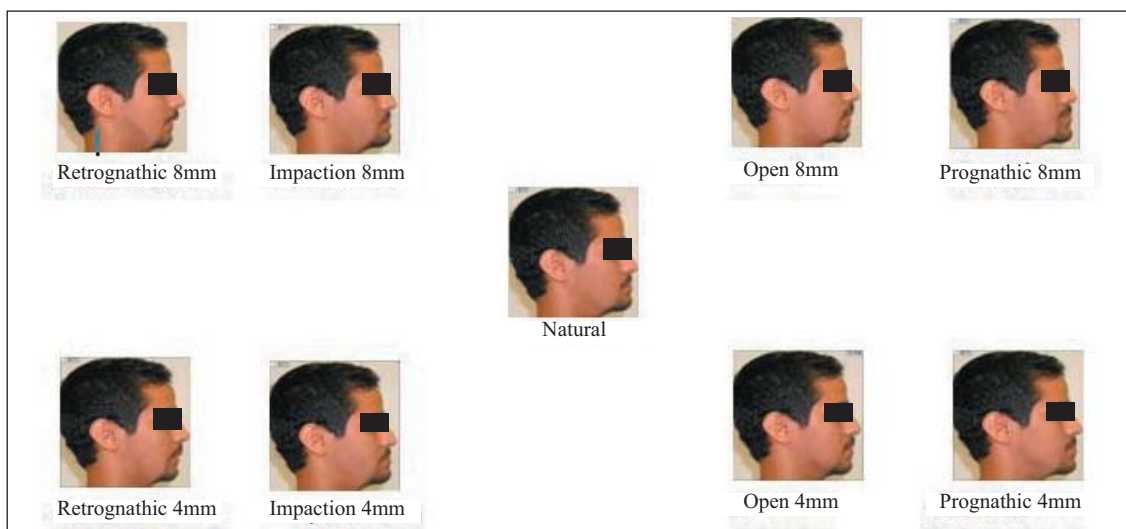 Retrognathic 8mm
Impaction 8mm
Open 8mm
Prognathic 8mm
Natural
Retrognathic 4mm
Impaction 4mm
Open 4mm
Prognathic 4mm